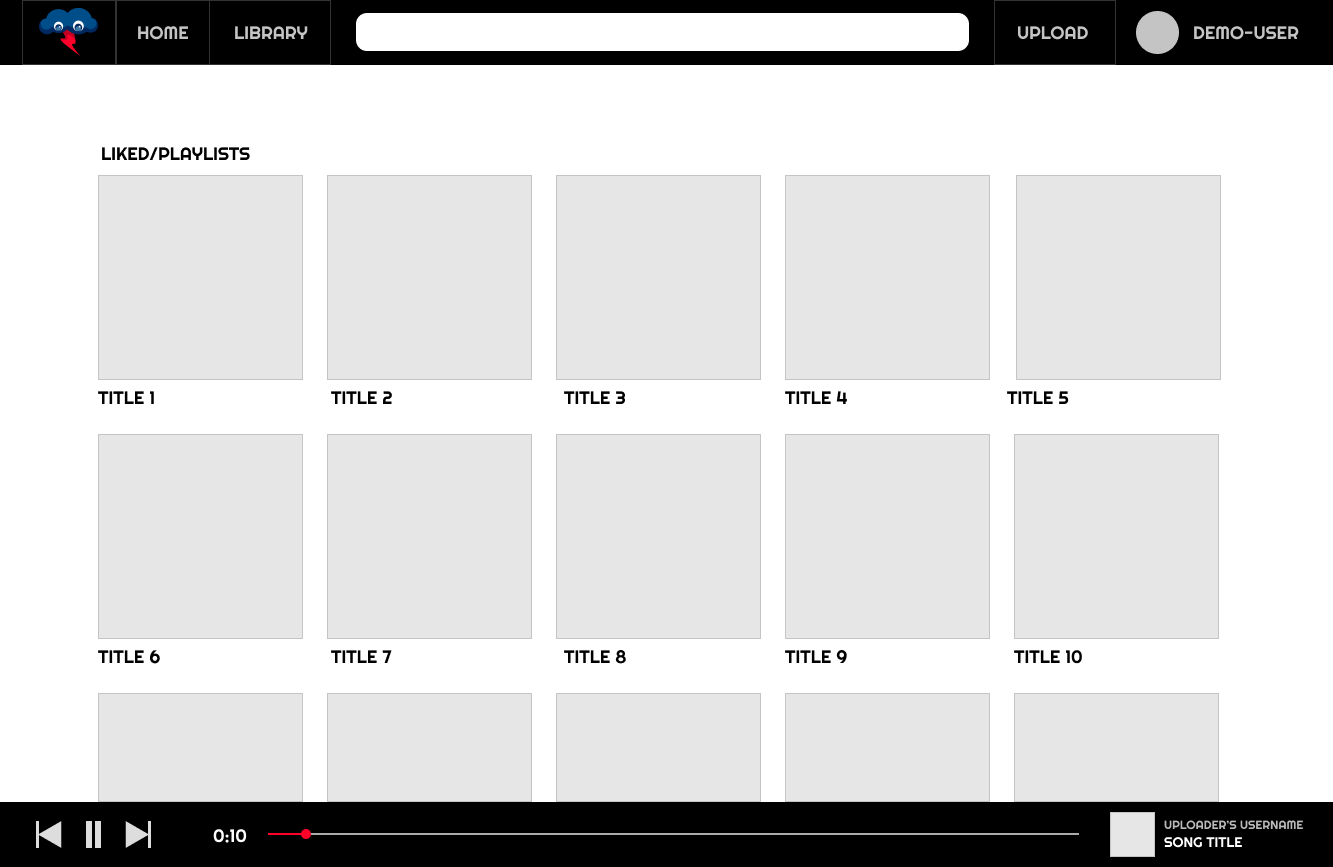 HOME
LIBRARY
UPLOAD
DEMO-USER
LIKED/PLAYLISTS
TITLE 1
TITLE 2
TITLE 3
TITLE 4
TITLE 5
TITLE 6
TITLE 7
TITLE 8
TITLE 9
TITLE 10
0:10
UPLOADER'S USERNAME
SONG TITLE